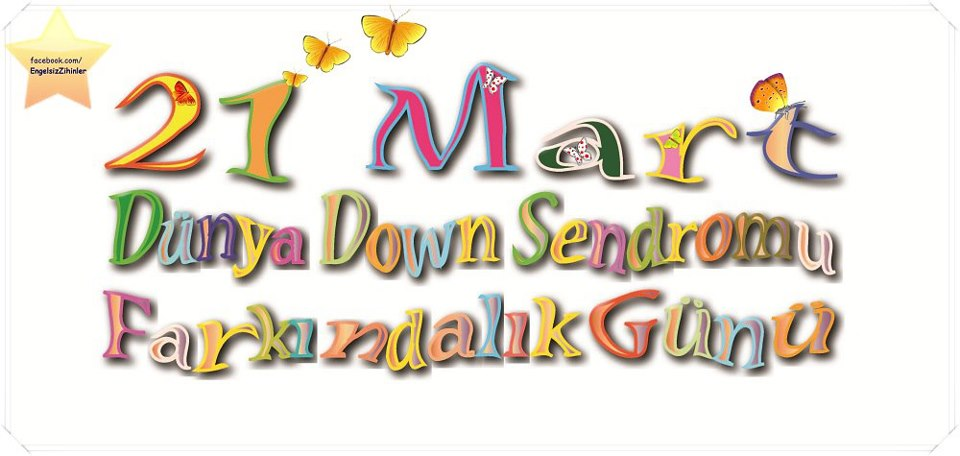 facebook.com/
EngelsizZihinler
21 Mart
Dünya Down Sendromu
Farkındalık Günü